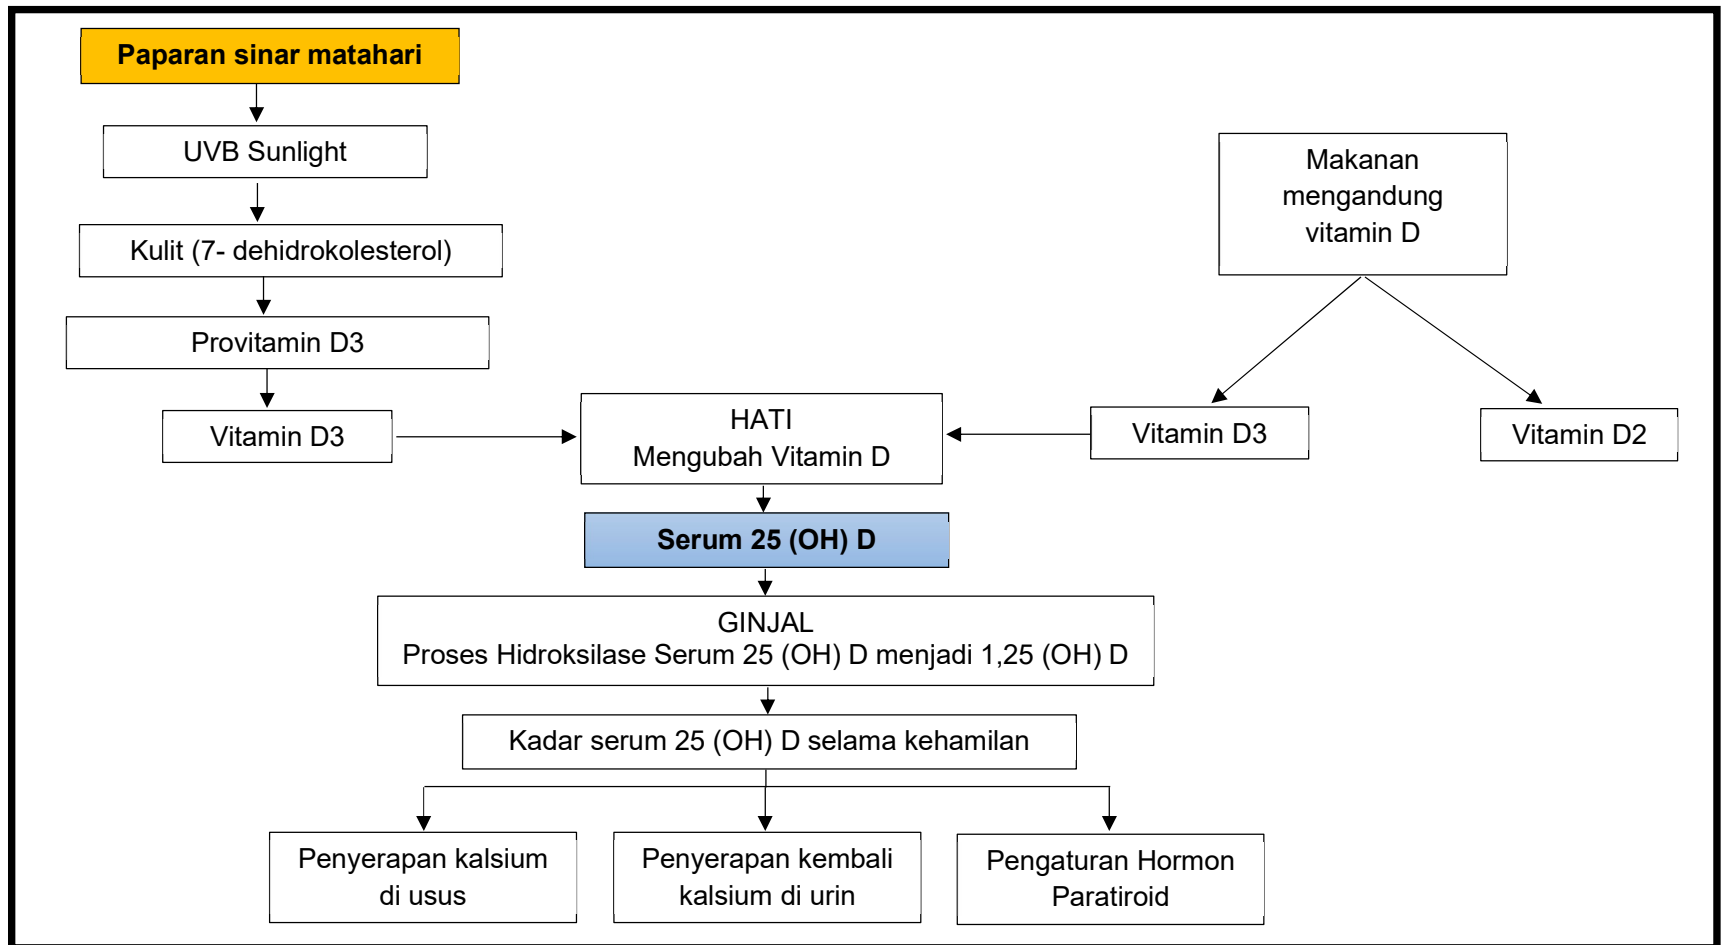 Paparan sinar matahari
UVB Sunlight
Kulit (7- dehidrokolesterol)
Provitamin D3
Vitamin D3
Makanan
mengandung
vitamin D
HATI
Mengubah Vitamin D
Vitamin D3
Vitamin D2
Serum 25 (OH) D
GINJAL
Proses Hidroksilase Serum 25 (OH) D menjadi 1,25 (OH) D
Kadar serum 25 (OH) D selama kehamilan
Penyerapan kalsium
di usus
Penyerapan kembali
kalsium di urin
Pengaturan Hormon
Paratiroid